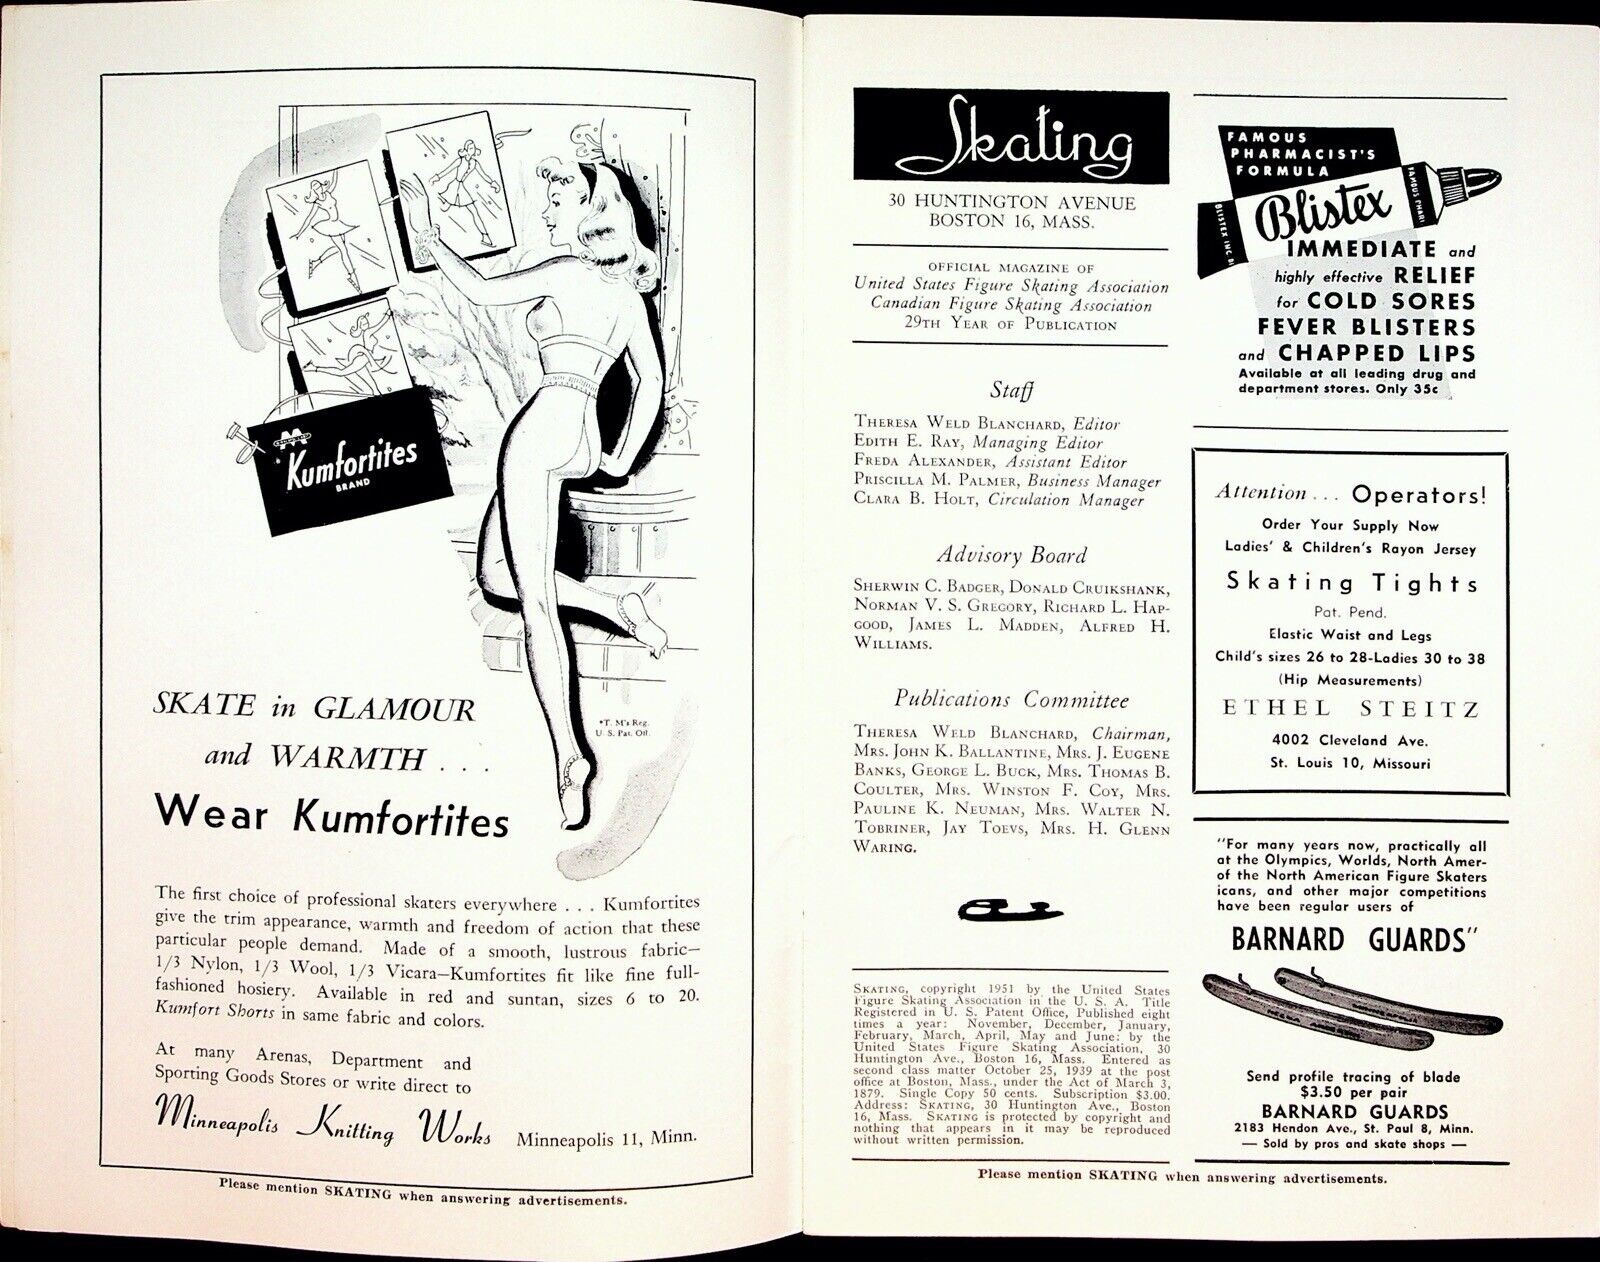 Kumfortites
BRAND
*T. M's Reg.
U. S. Pat. Off.
SKATE in GLAMOUR
and WARMTH . . .
Wear Kumfortites
The first choice of professional skaters everywhere . . . Kumfortites
give the trim appearance, warmth and freedom of action that these
particular people demand. Made of a smooth, lustrous fabric—
1/3 Nylon, 1/3 Wool, 1/3 Vicara—Kumfortites fit like fine full-
fashioned hosiery. Available in red and suntan, sizes 6 to 20.
Kumfort Shorts in same fabric and colors.
At many Arenas, Department and
Sporting Goods Stores or write direct to
Minneapolis Knitting Works Minneapolis 11, Minn.
Please mention SKATING when answering advertisements.
Skating
30 HUNTINGTON AVENUE
BOSTON 16, MASS.
OFFICIAL MAGAZINE OF
United States Figure Skating Association
Canadian Figure Skating Association
29TH YEAR OF PUBLICATION
Staff
THERESA WELD BLANCHARD, Editor
EDITH E. RAY, Managing Editor
FREDA ALEXANDER, Assistant Editor
PRISCILLA M. PALMER, Business Manager
CLARA B. HOLT, Circulation Manager
Advisory Board
SHERWIN C. BADGER, DONALD CRUIKSHANK,
NORMAN V. S. GREGORY, RICHARD L. HAP-
GOOD, JAMES L. MADDEN, ALFRED H.
WILLIAMS.
Publications Committee
THERESA WELD BLANCHARD, Chairman,
MRS. JOHN K. BALLANTINE, MRS. J. EUGENE
BANKS, GEORGE L. BUCK, MRS. THOMAS B.
COULTER, MRS. WINSTON F. COY, MRS.
PAULINE K. NEUMAN, MRS. WALTER N.
TOBRINER, JAY TOEVS, MRS. H. GLENN
WARING.
SKATING, copyright 1951 by the United States
Figure Skating Association in the U. S. A. Title
Registered in U. S. Patent Office, Published eight
times a year: November, December, January,
February, March, April, May and June: by the
United States Figure Skating Association, 30
Huntington Ave., Boston 16, Mass. Entered as
second class matter October 25, 1939 at the post
office at Boston, Mass., under the Act of March 3,
1879. Single Copy 50 cents. Subscription $3.00.
Address: SKATING, 30 Huntington Ave., Boston
16, Mass. SKATING is protected by copyright and
nothing that appears in it may be reproduced
without written permission.
FAMOUS
PHARMACIST'S
FORMULA
Blistex
BLISTEX INC
FAMOUS PHAR
IMMEDIATE and
highly effective RELIEF
for COLD SORES
FEVER BLISTERS
and CHAPPED LIPS
Available at all leading drug and
department stores. Only 35c
Attention . . . Operators!
Order Your Supply Now
Ladies' & Children's Rayon Jersey
Skating Tights
Pat. Pend.
Elastic Waist and Legs
Child's sizes 26 to 28-Ladies 30 to 38
(Hip Measurements)
ETHEL STEITZ
4002 Cleveland Ave.
St. Louis 10, Missouri
"For many years now, practically all
at the Olympics, Worlds, North Amer-
of the North American Figure Skaters
icans, and other major competitions
have been regular users of
BARNARD GUARDS"
Send profile tracing of blade
$3.50 per pair
BARNARD GUARDS
2183 Hendon Ave., St. Paul 8, Minn.
— Sold by pros and skate shops —
Please mention SKATING when answering advertisements.